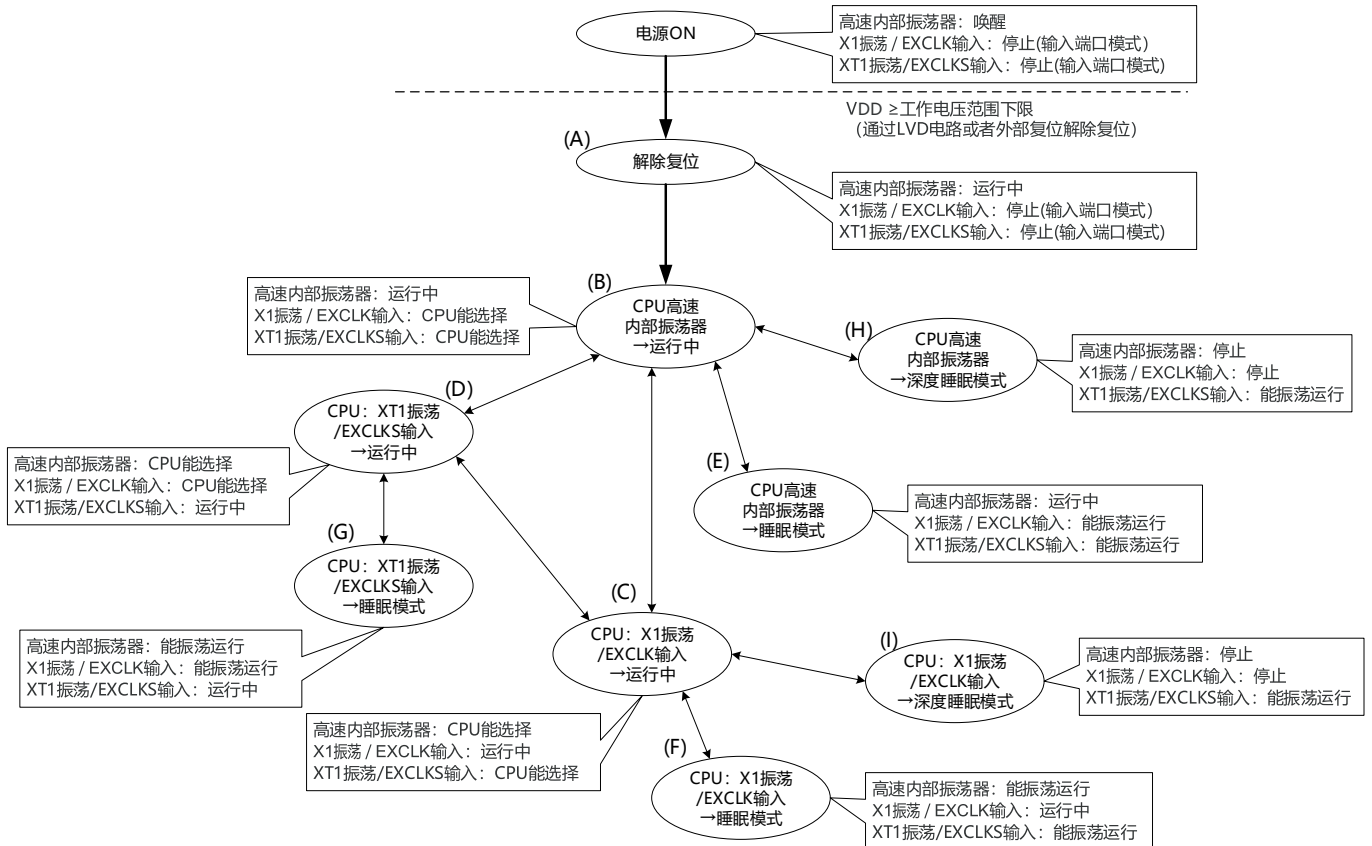 电源ON
高速内部振荡器：唤醒
X1振荡 / EXCLK输入：停止(输入端口模式)
XT1振荡/EXCLKS输入：停止(输入端口模式)
VDD ≥工作电压范围下限
（通过LVD电路或者外部复位解除复位）
(A)
解除复位
高速内部振荡器：运行中
X1振荡 / EXCLK输入：停止(输入端口模式)
XT1振荡/EXCLKS输入：停止(输入端口模式)
(B)
CPU高速
内部振荡器
→运行中
高速内部振荡器：运行中
X1振荡 / EXCLK输入：CPU能选择
XT1振荡/EXCLKS输入：CPU能选择
(H)
CPU高速
内部振荡器
→深度睡眠模式
高速内部振荡器：停止
X1振荡 / EXCLK输入：停止
XT1振荡/EXCLKS输入：能振荡运行
(D)
CPU：XT1振荡
/EXCLKS输入
→运行中
高速内部振荡器：CPU能选择
X1振荡 / EXCLK输入：CPU能选择
XT1振荡/EXCLKS输入：运行中
(E)
CPU高速
内部振荡器
→睡眠模式
高速内部振荡器：运行中
X1振荡 / EXCLK输入：能振荡运行
XT1振荡/EXCLKS输入：能振荡运行
(G)
CPU：XT1振荡
/EXCLKS输入
→睡眠模式
高速内部振荡器：能振荡运行
X1振荡 / EXCLK输入：能振荡运行
XT1振荡/EXCLKS输入：运行中
(C)
CPU：X1振荡
/EXCLK输入
→运行中
高速内部振荡器：CPU能选择
X1振荡 / EXCLK输入：运行中
XT1振荡/EXCLKS输入：CPU能选择
(I)
CPU：X1振荡
/EXCLK输入
→深度睡眠模式
高速内部振荡器：停止
X1振荡 / EXCLK输入：停止
XT1振荡/EXCLKS输入：能振荡运行
(F)
CPU：X1振荡
/EXCLK输入
→睡眠模式
高速内部振荡器：能振荡运行
X1振荡 / EXCLK输入：运行中
XT1振荡/EXCLKS输入：能振荡运行